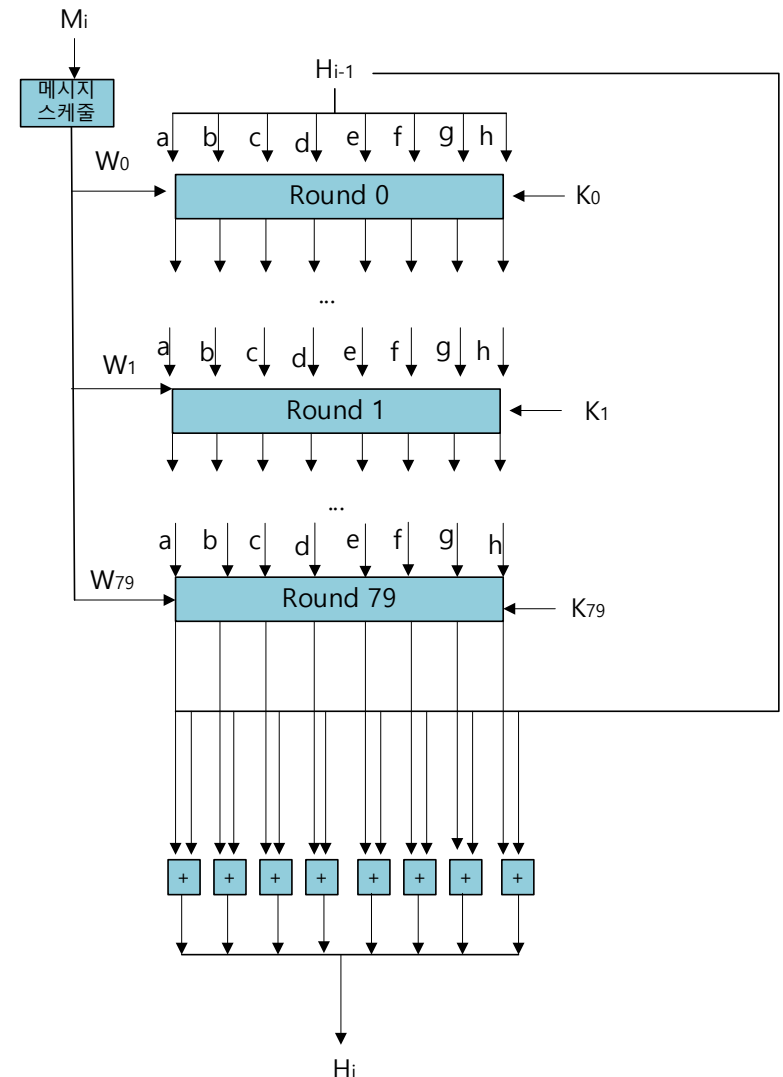 Mi
메시지
스케줄
Hi-1
a b c d e f g h
W0
Round 0
K0
...
a b c d e f g h
W1
Round 1
K1
...
a b c d e f g h
W79
Round 79
K79
+ + + + + + + +
Hi